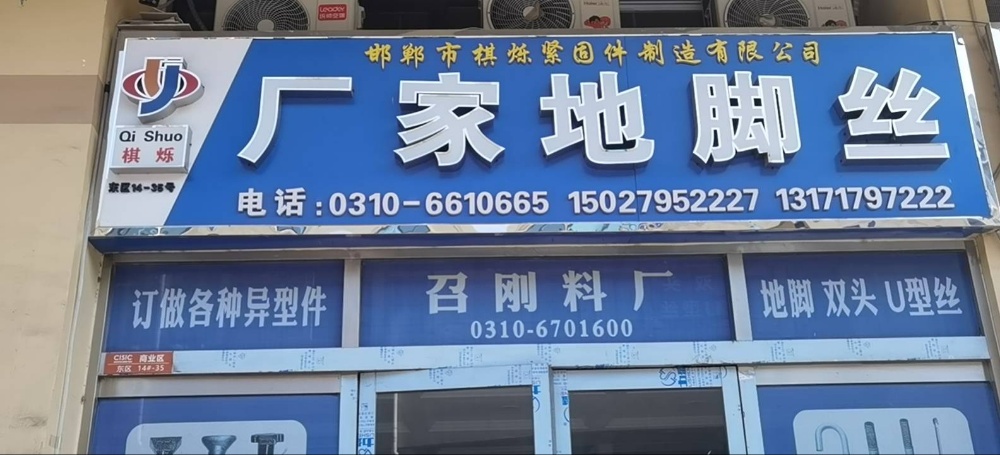 Leader
Haier
邯郸市棋烁紧固件制造有限公司
厂家地脚丝
Qi Shuo
棋烁
东区14-35号
电话:0310-6610665 15027952227 13171797222
订做各种异型件
召刚料厂
0310-6701600
地脚 双头 U型丝
CISIC 商业区
东区 14#-35